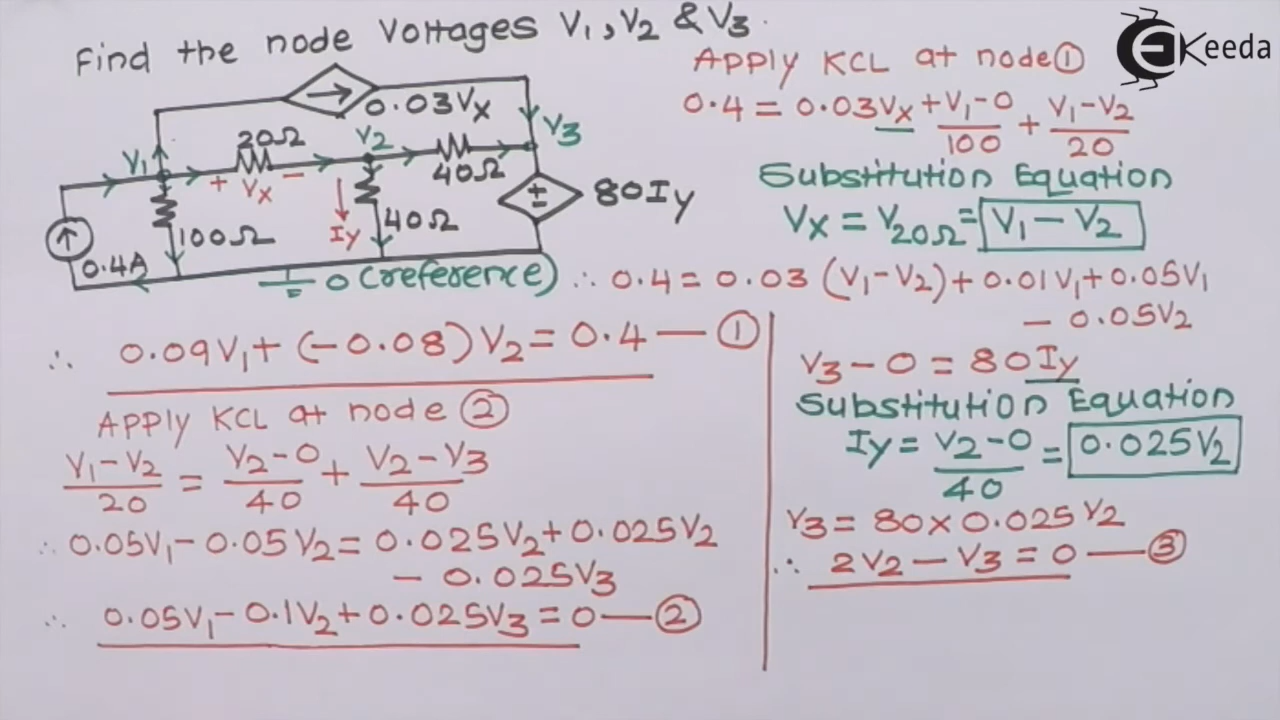 Find the node Voltages V1, V2 & V3.
EKeeda
0.03Vx
V1
20Ω
V2
V3
+ Vx −
40Ω
100Ω
Iy
40Ω
+
−
80Iy
0.4A
0 (reference)
Apply KCL at node ①
0.4 = 0.03Vx + V1-0/100 + V1-V2/20
Substitution Equation
Vx = V20Ω = V1 - V2
∴ 0.4 = 0.03 (V1-V2) + 0.01V1 + 0.05V1
- 0.05V2
∴ 0.09V1 + (-0.08) V2 = 0.4 — ①
Apply KCL at node ②
V1-V2/20 = V2-0/40 + V2-V3/40
∴ 0.05V1 - 0.05V2 = 0.025V2 + 0.025V2
- 0.025V3
∴ 0.05V1 - 0.1V2 + 0.025V3 = 0 — ②
V3 - 0 = 80Iy
Substitution Equation
Iy = V2-0/40 = 0.025V2
V3 = 80 × 0.025V2
∴ 2V2 - V3 = 0 — ③